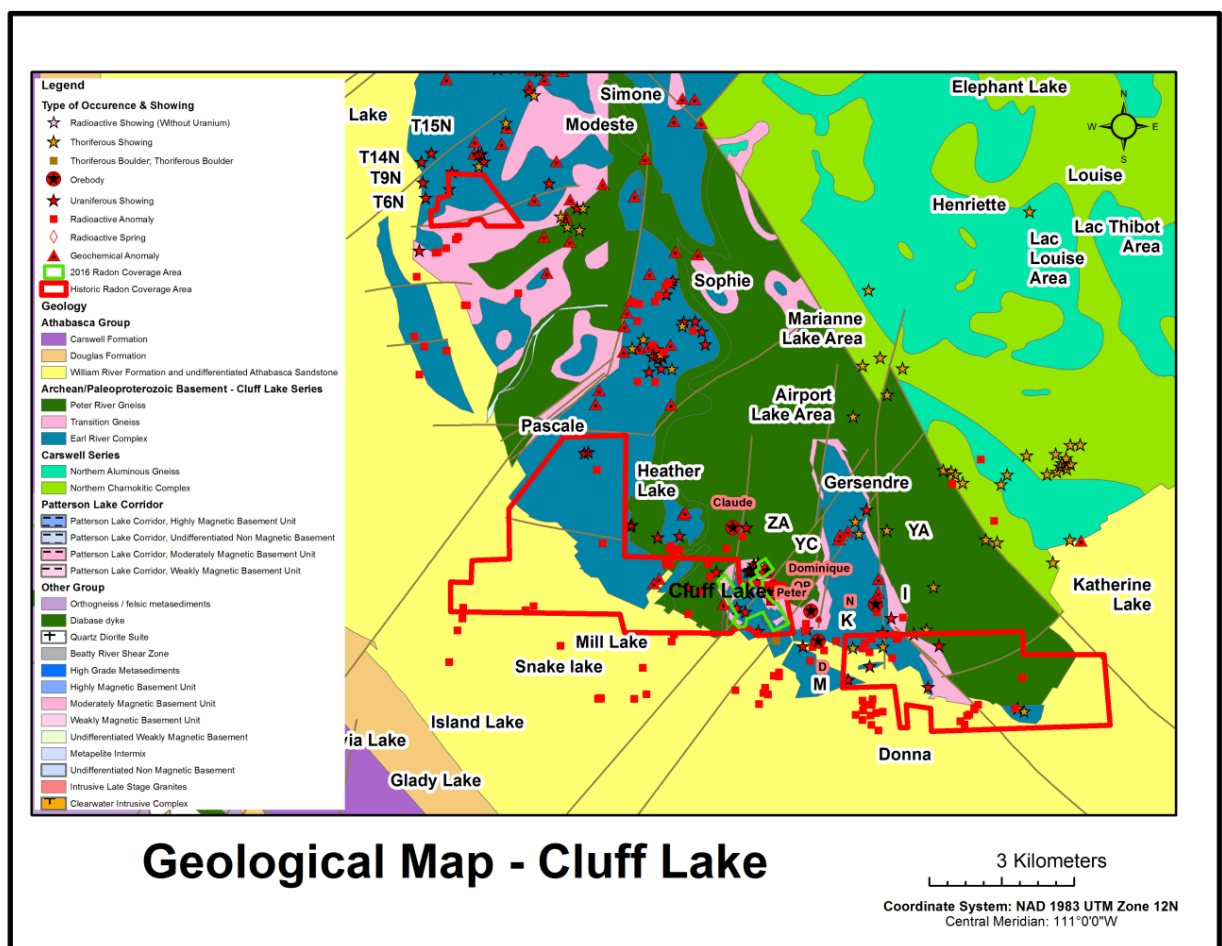 Legend
Type of Occurence & Showing
Radioactive Showing (Without Uranium)
Thoriferous Showing
Thoriferous Boulder; Thoriferous Boulder
Orebody
Uraniferous Showing
Radioactive Anomaly
Radioactive Spring
Geochemical Anomaly
2016 Radon Coverage Area
Historic Radon Coverage Area
Geology
Athabasca Group
Carswell Formation
Douglas Formation
William River Formation and undifferentiated Athabasca Sandstone
Archean/Paleoproterozoic Basement - Cluff Lake Series
Peter River Gneiss
Transition Gneiss
Earl River Complex
Carswell Series
Northern Aluminous Gneiss
Northern Charnokitic Complex
Patterson Lake Corridor
Patterson Lake Corridor, Highly Magnetic Basement Unit
Patterson Lake Corridor, Undifferentiated Non Magnetic Basement
Patterson Lake Corridor, Moderately Magnetic Basement Unit
Patterson Lake Corridor, Weakly Magnetic Basement Unit
Other Group
Orthogneiss / felsic metasediments
Diabase dyke
Quartz Diorite Suite
Beatty River Shear Zone
High Grade Metasediments
Highly Magnetic Basement Unit
Moderately Magnetic Basement Unit
Weakly Magnetic Basement Unit
Undifferentiated Weakly Magnetic Basement
Metapelite Intermix
Undifferentiated Non Magnetic Basement
Intrusive Late Stage Granites
Clearwater Intrusive Complex
Lake
T15N
T14N
T9N
T6N
Simone
Modeste
Elephant Lake
N
W E
S
Louise
Henriette
Lac Thibot
Area
Lac
Louise
Area
Sophie
Marianne
Lake Area
Airport
Lake Area
Pascale
Heather
Lake
Gersendre
Claude
ZA
YC
YA
Dominique
OP
Peter
Cluff Lake
N
I
K
Katherine
Lake
Mill Lake
Snake lake
D
M
Island Lake
via Lake
Donna
Glady Lake
Geological Map - Cluff Lake
3 Kilometers
Coordinate System: NAD 1983 UTM Zone 12N
Central Meridian: 111°0'0"W